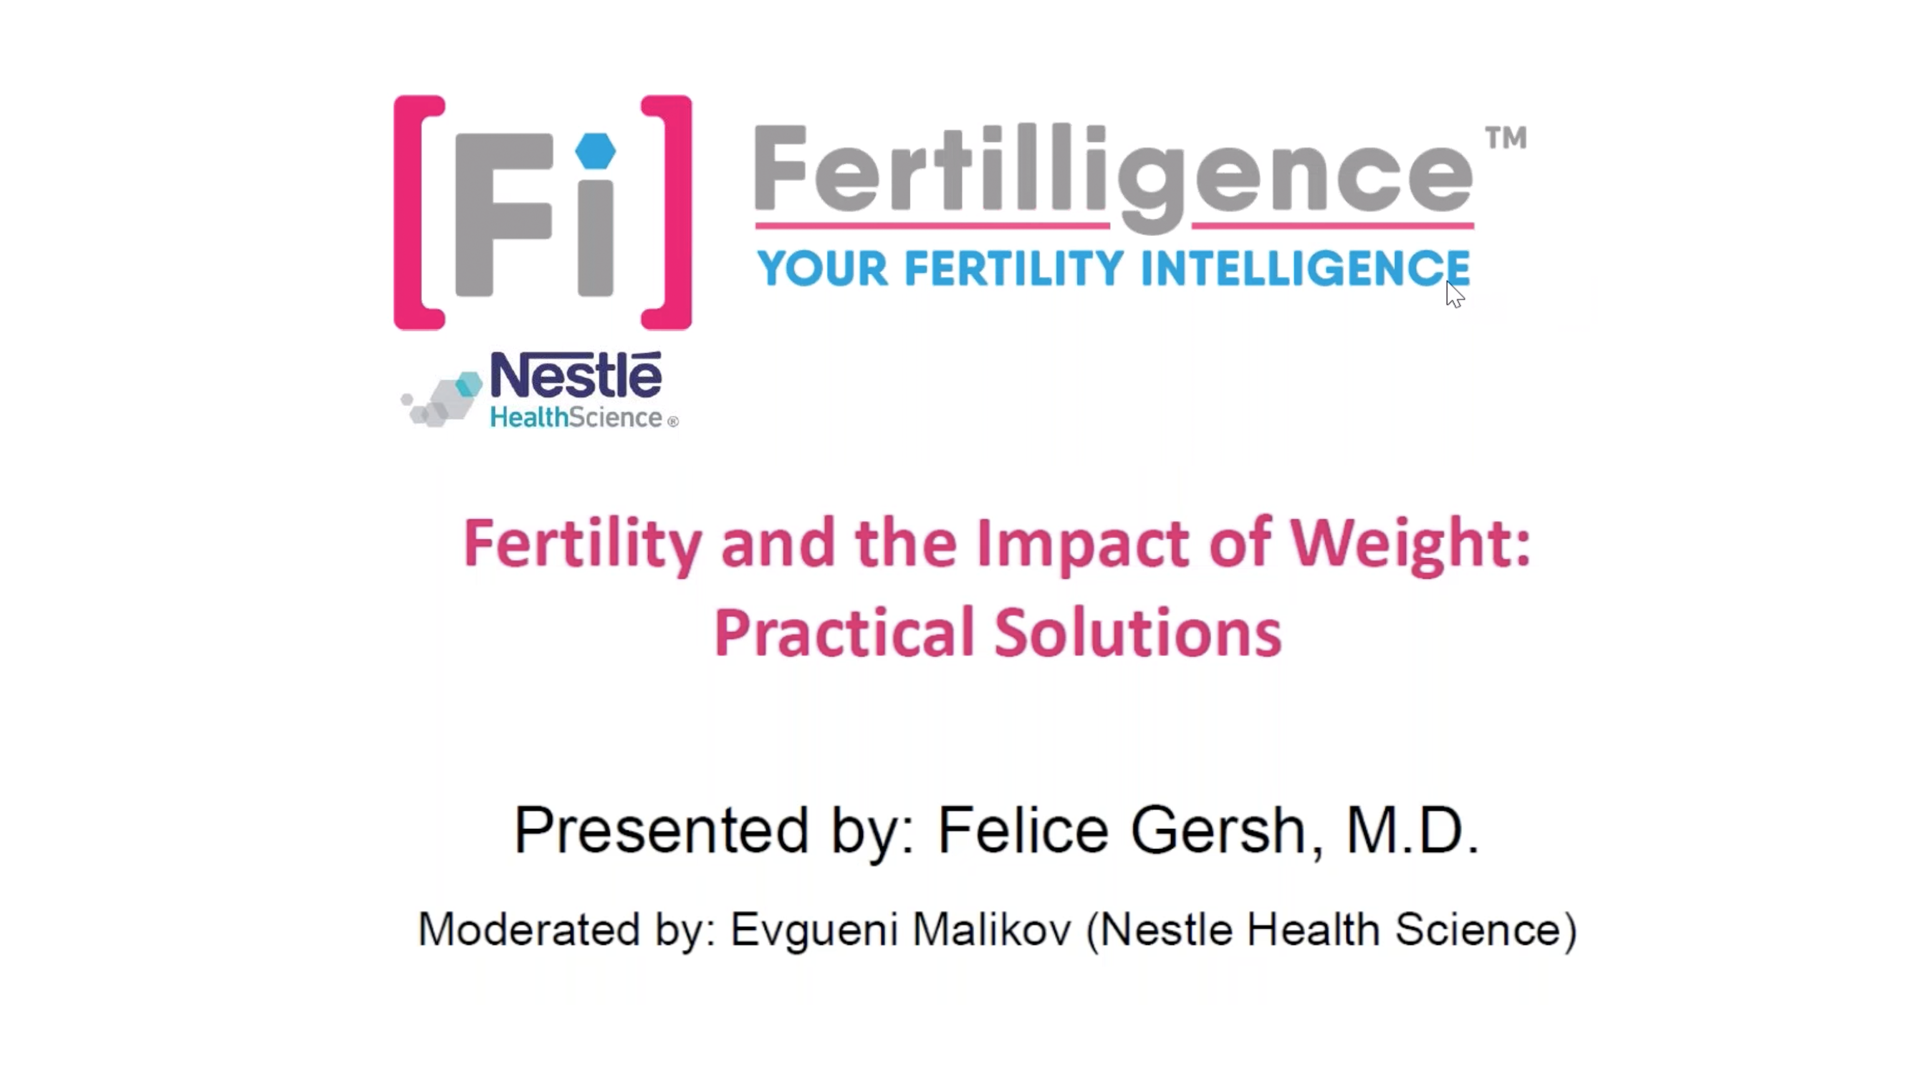 Fi
Fertilligence™
YOUR FERTILITY INTELLIGENCE
Nestlé
HealthScience®
Fertility and the Impact of Weight:
Practical Solutions
Presented by: Felice Gersh, M.D.
Moderated by: Evgueni Malikov (Nestle Health Science)